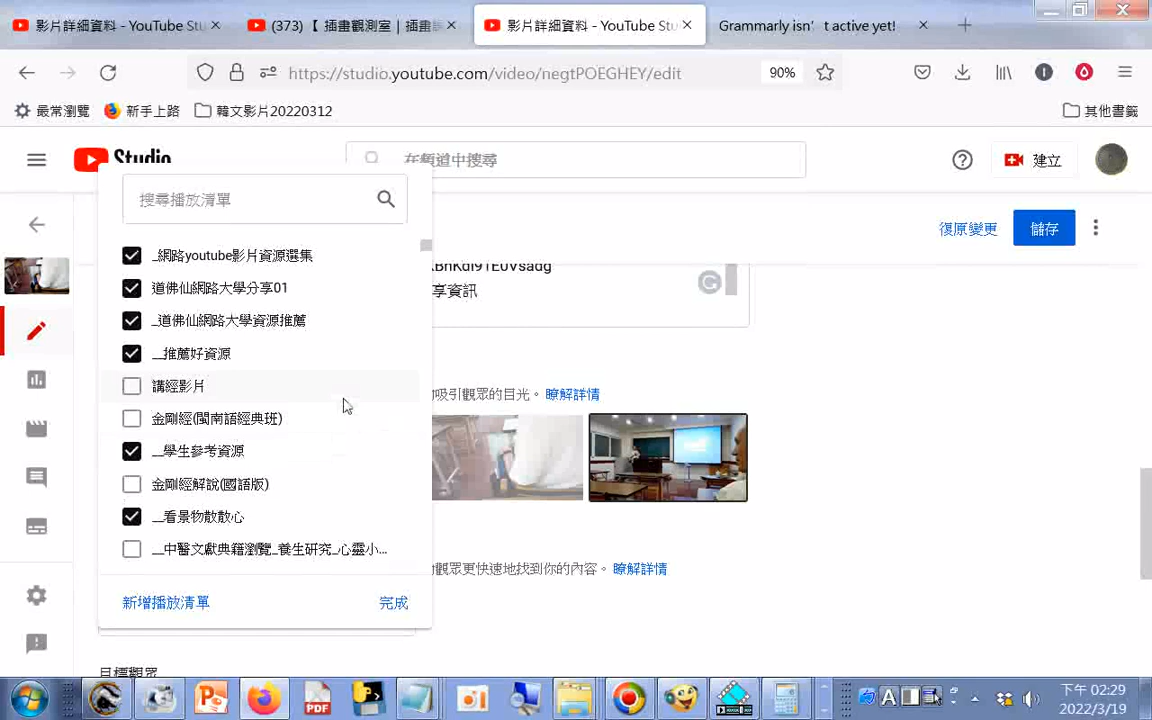 影片詳細資料 - YouTube Stu
(373)【 插畫觀測室 | 插畫
影片詳細資料 - YouTube Stu
Grammarly isn't active yet!
https://studio.youtube.com/video/negtPOEGHEY/edit
90%
最常瀏覽
新手上路
韓文影片20220312
其他書籤
Studio
在頻道中搜尋
建立
搜尋播放清單
復原變更
儲存
_網路youtube影片資源選集
道佛仙網路大學分享01
_道佛仙網路大學資源推薦
__推薦好資源
講經影片
金剛經(閩南語經典班)
__學生參考資源
金剛經解說(國語版)
__看景物散散心
__中醫文獻典籍瀏覽_養生研究_心靈小...
新增播放清單
完成
享資訊
吸引觀眾的目光。 瞭解詳情
觀眾更快速地找到你的內容。 瞭解詳情
目標觀眾
下午 02:29
2022/3/19